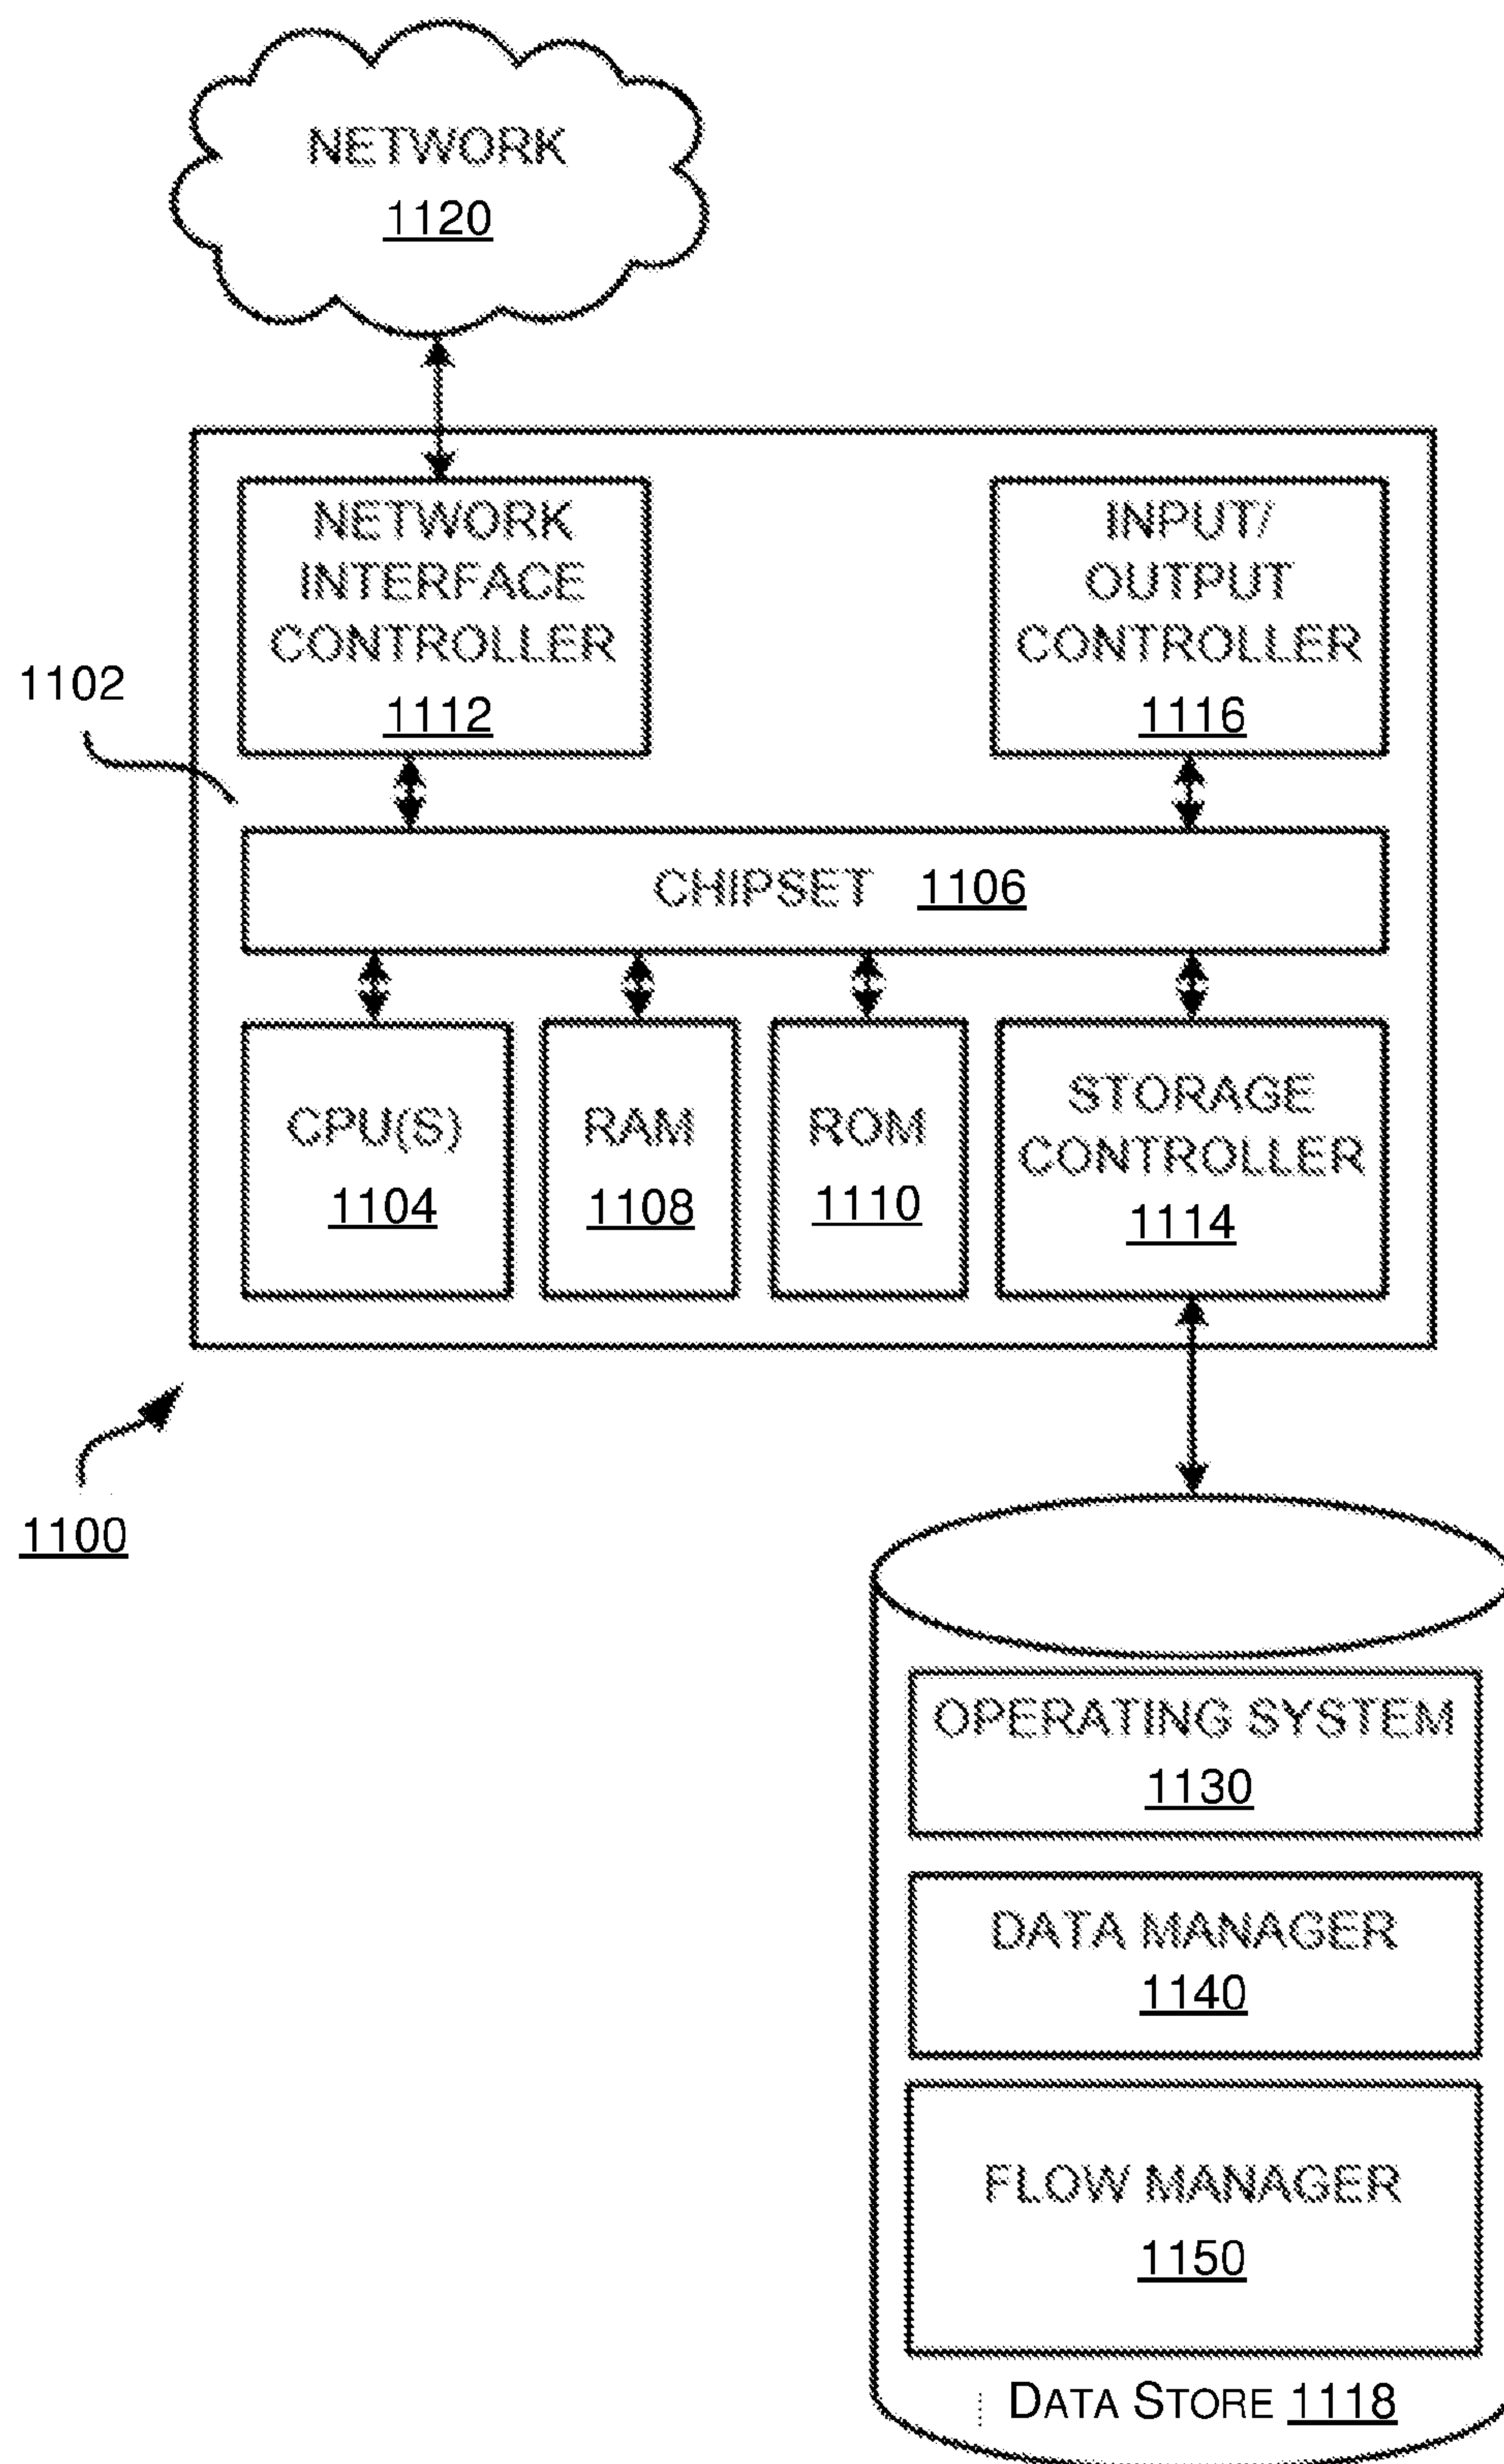 NETWORK
1120
NETWORK
INTERFACE
CONTROLLER
1112
INPUT/
OUTPUT
CONTROLLER
1116
1102
CHIPSET 1106
CPU(S)
1104
RAM
1108
ROM
1110
STORAGE
CONTROLLER
1114
1100
OPERATING SYSTEM
1130
DATA MANAGER
1140
FLOW MANAGER
1150
DATA STORE 1118